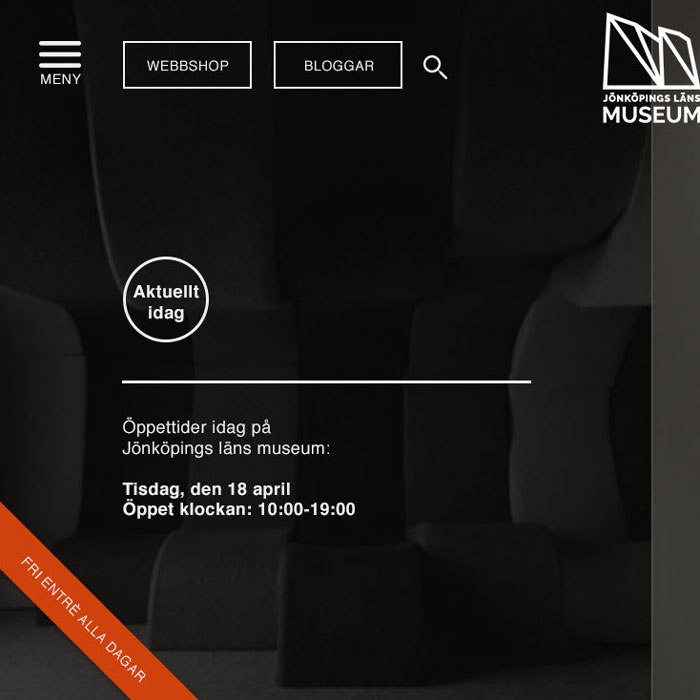 MENY
WEBBSHOP
BLOGGAR
JÖNKÖPINGS LÄNS
MUSEUM
Aktuellt
idag
Öppettider idag på
Jönköpings läns museum:
Tisdag, den 18 april
Öppet klockan: 10:00-19:00
FRI ENTRÈ ALLA DAGAR